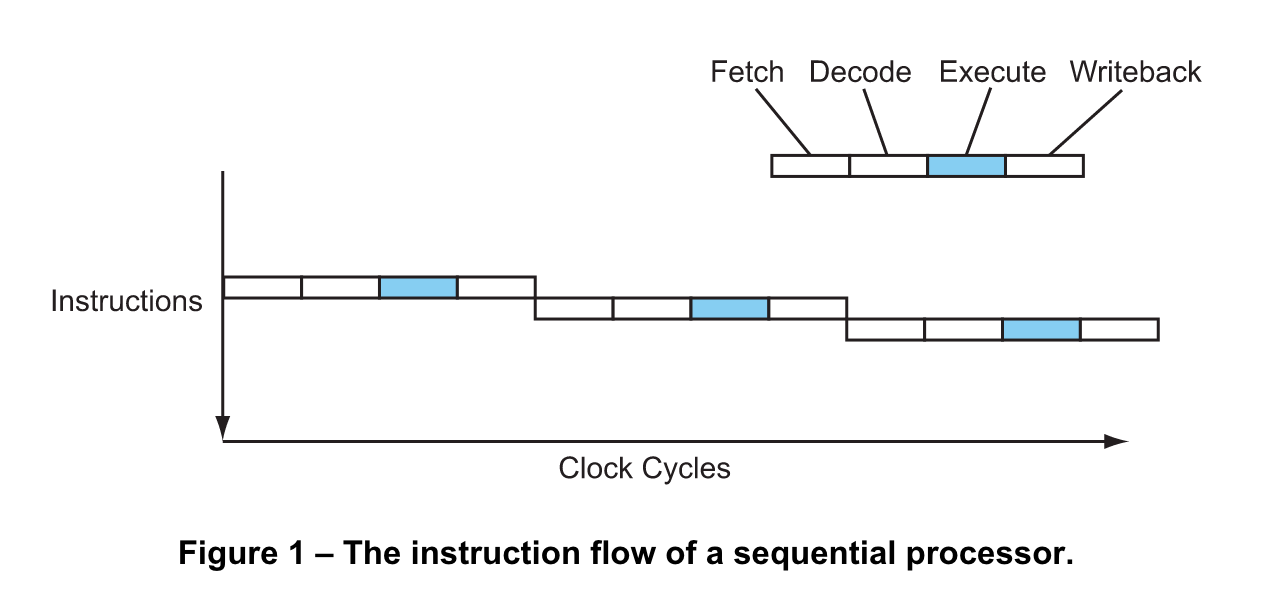 Fetch Decode Execute Writeback
Instructions
Clock Cycles
Figure 1 – The instruction flow of a sequential processor.